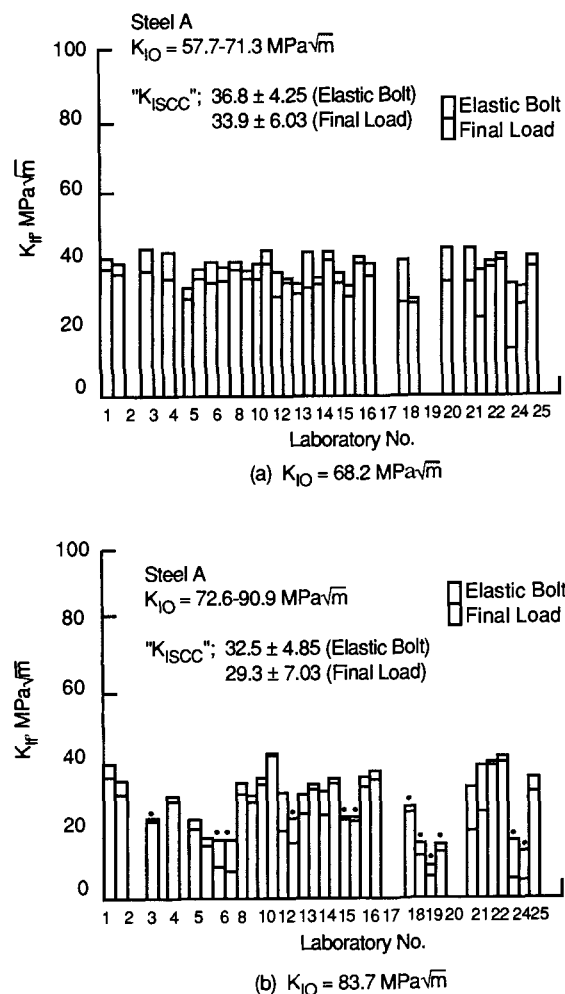 Steel A
K_IO = 57.7-71.3 MPa√m
"K_ISCC"; 36.8 ± 4.25 (Elastic Bolt)
33.9 ± 6.03 (Final Load)
Elastic Bolt
Final Load
K_If, MPa√m
100
80
60
40
20
0
1 2 3 4 5 6 8 10 12 13 14 15 16 17 18 19 20 21 22 24 25
Laboratory No.
(a) K_IO = 68.2 MPa√m
Steel A
K_IO = 72.6-90.9 MPa√m
"K_ISCC"; 32.5 ± 4.85 (Elastic Bolt)
29.3 ± 7.03 (Final Load)
Elastic Bolt
Final Load
K_If, MPa√m
100
80
60
40
20
0
1 2 3 4 5 6 8 10 12 13 14 15 16 17 18 19 20 21 22 24 25
Laboratory No.
(b) K_IO = 83.7 MPa√m